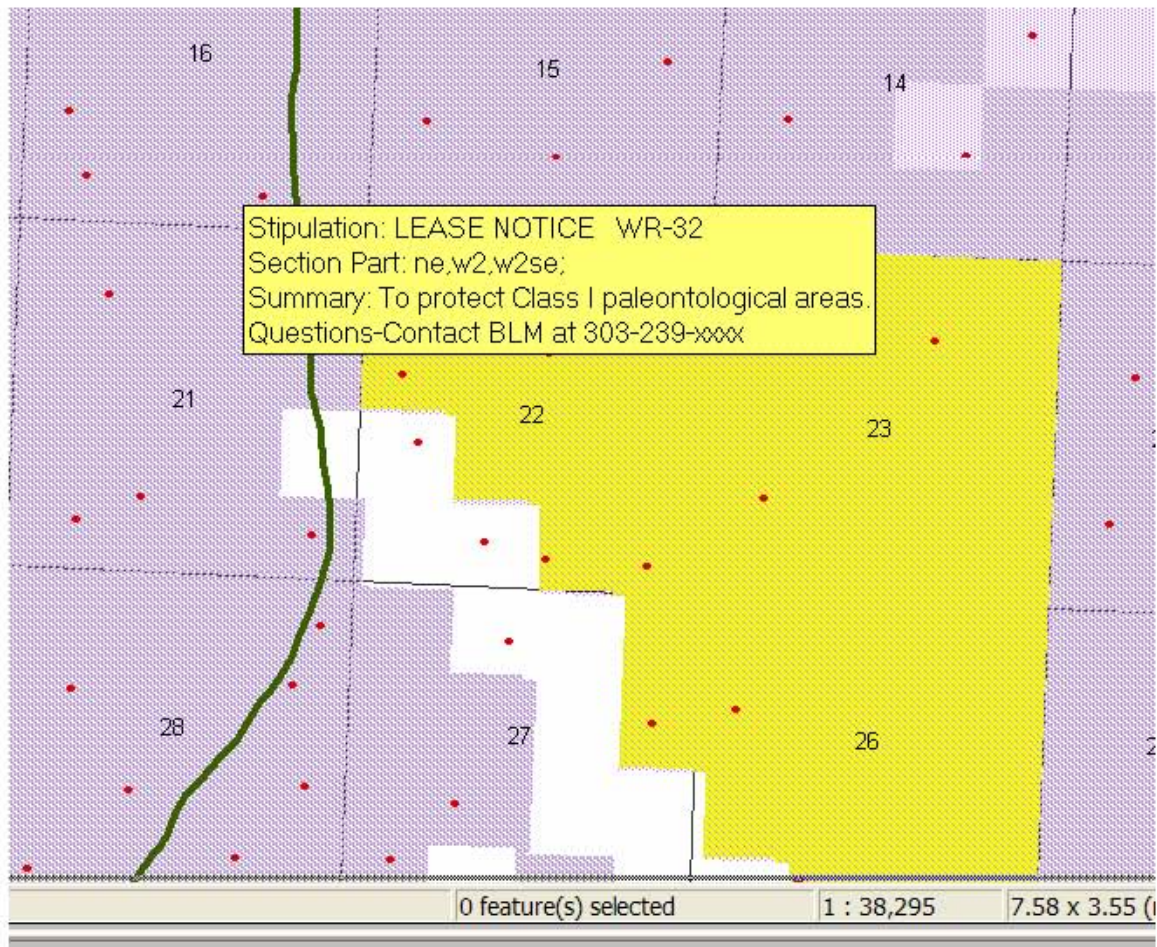 16
15
14
Stipulation: LEASE NOTICE WR-32
Section Part: ne,w2,w2se;
Summary: To protect Class I paleontological areas.
Questions-Contact BLM at 303-239-xxxx
21
22
23
28
27
26
0 feature(s) selected
1 : 38,295
7.58 x 3.55